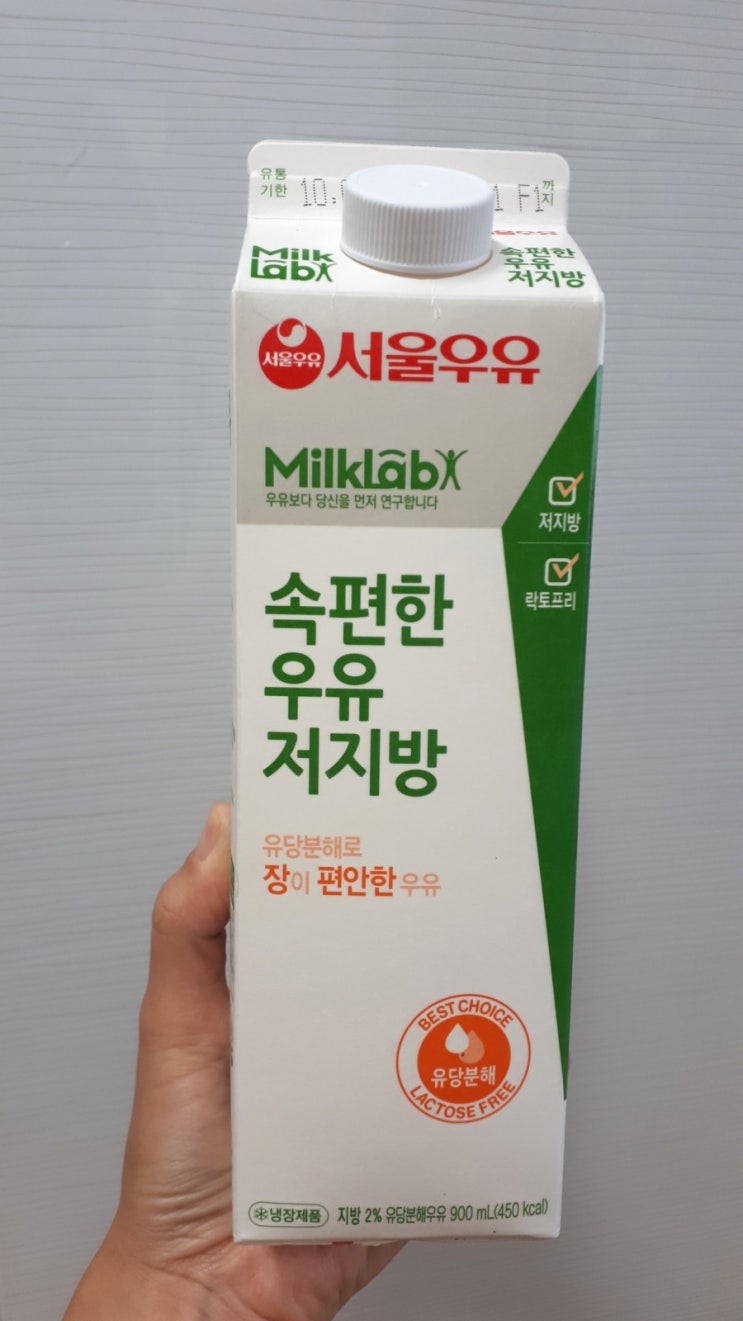 유통
기한
까
지
F1
Milk
Lab
속편한
우유
저지방
서울우유
서울우유
MilkLab
우유보다 당신을 먼저 연구합니다
저지방
락토프리
속편한
우유
저지방
유당분해로
장이 편안한 우유
BEST CHOICE
유당분해
LACTOSE FREE
냉장제품
지방 2% 유당분해우유 900 mL(450 kcal)